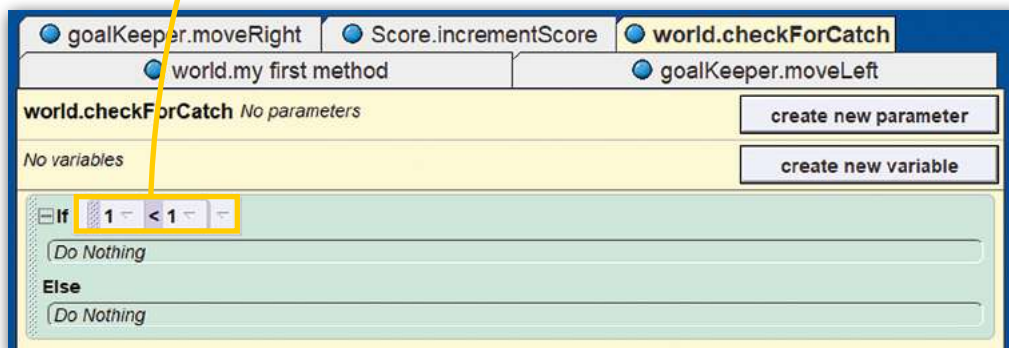 goalKeeper.moveRight Score.incrementScore world.checkForCatch
world.my first method goalKeeper.moveLeft
world.checkForCatch No parameters create new parameter
No variables create new variable
If 1 < 1
Do Nothing
Else
Do Nothing